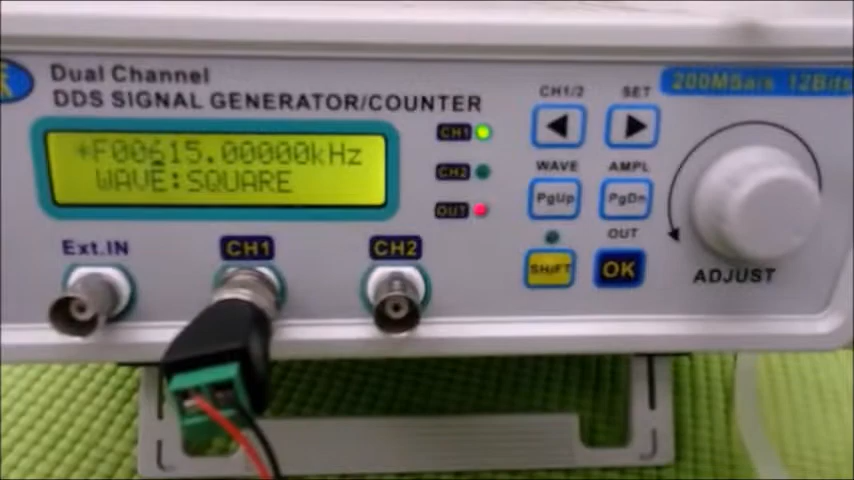 Dual Channel
DDS SIGNAL GENERATOR/COUNTER
200MSa/s 12Bits
*F00615.00000kHz
WAVE:SQUARE
CH1
CH2
OUT
CH1/2
SET
WAVE
AMPL
PgUp
PgDn
OUT
SHIFT
OK
ADJUST
Ext.IN
CH1
CH2